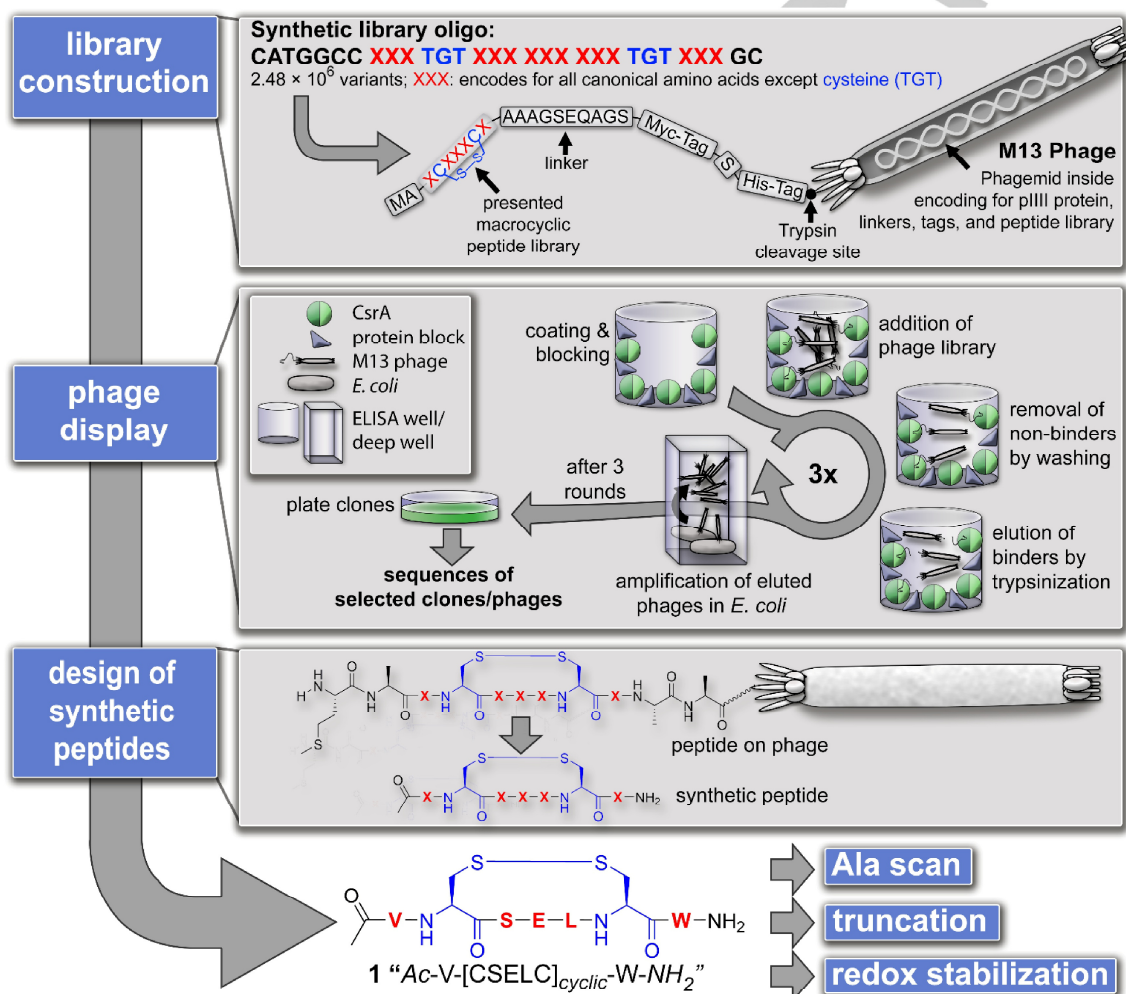 library
construction
Synthetic library oligo:
CATGGCC XXX TGT XXX XXX XXX TGT XXX GC
2.48 × 10⁶ variants; XXX: encodes for all canonical amino acids except cysteine (TGT)
MA
XCXXXCX
S S
AAAGSEQAGS
Myc-Tag
S
His-Tag
linker
presented
macrocyclic
peptide library
Trypsin
cleavage site
M13 Phage
Phagemid inside
encoding for pIIII protein,
linkers, tags, and peptide library
phage
display
CsrA
protein block
M13 phage
E. coli
ELISA well/
deep well
coating &
blocking
addition of
phage library
removal of
non-binders
by washing
3x
elution of
binders by
trypsinization
amplification of eluted
phages in E. coli
after 3
rounds
plate clones
sequences of
selected clones/phages
design of
synthetic
peptides
S S
H N H O S N H O X N H O X X X N H O X N H O N H O
peptide on phage
S S
O X N H O X X X N H O X NH₂
synthetic peptide
S S
O V N H O S E L N H O W NH₂
1 “Ac-V-[CSELC]cyclic-W-NH₂”
Ala scan
truncation
redox stabilization